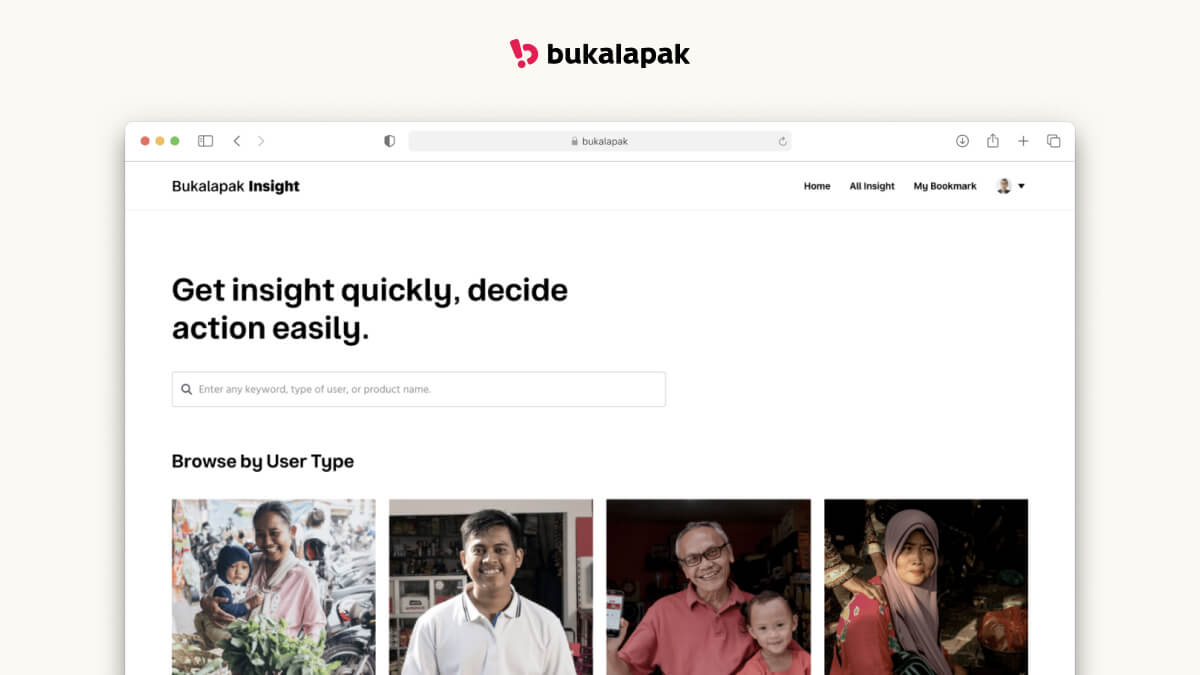 bukalapak
bukalapak
Bukalapak Insight
Home All Insight My Bookmark
Get insight quickly, decide
action easily.
Enter any keyword, type of user, or product name.
Browse by User Type